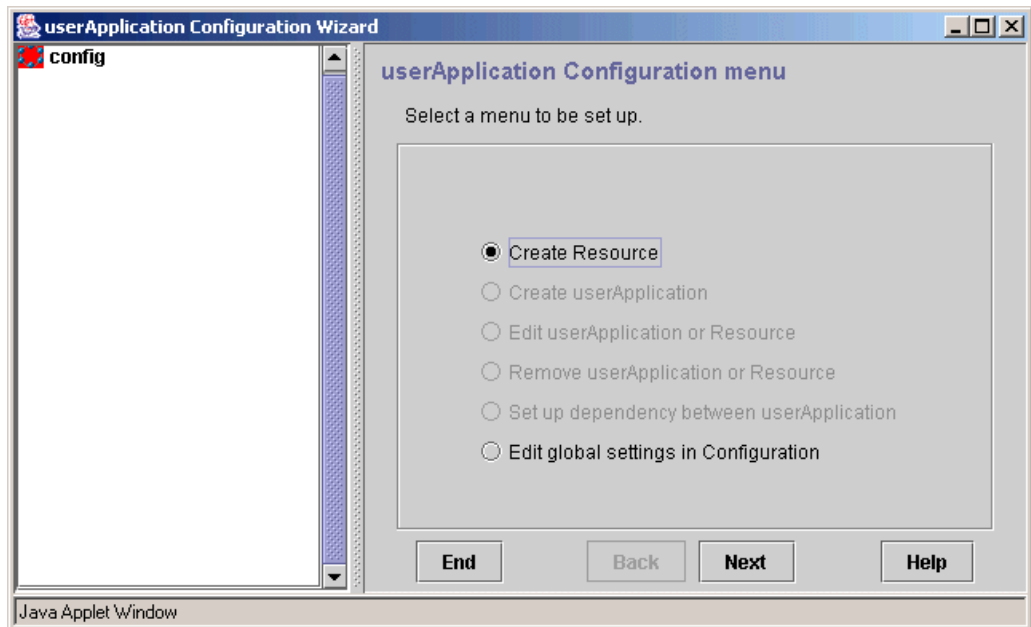 userApplication Configuration Wizard
config
userApplication Configuration menu
Select a menu to be set up.
Create Resource
Create userApplication
Edit userApplication or Resource
Remove userApplication or Resource
Set up dependency between userApplication
Edit global settings in Configuration
End Back Next Help
Java Applet Window